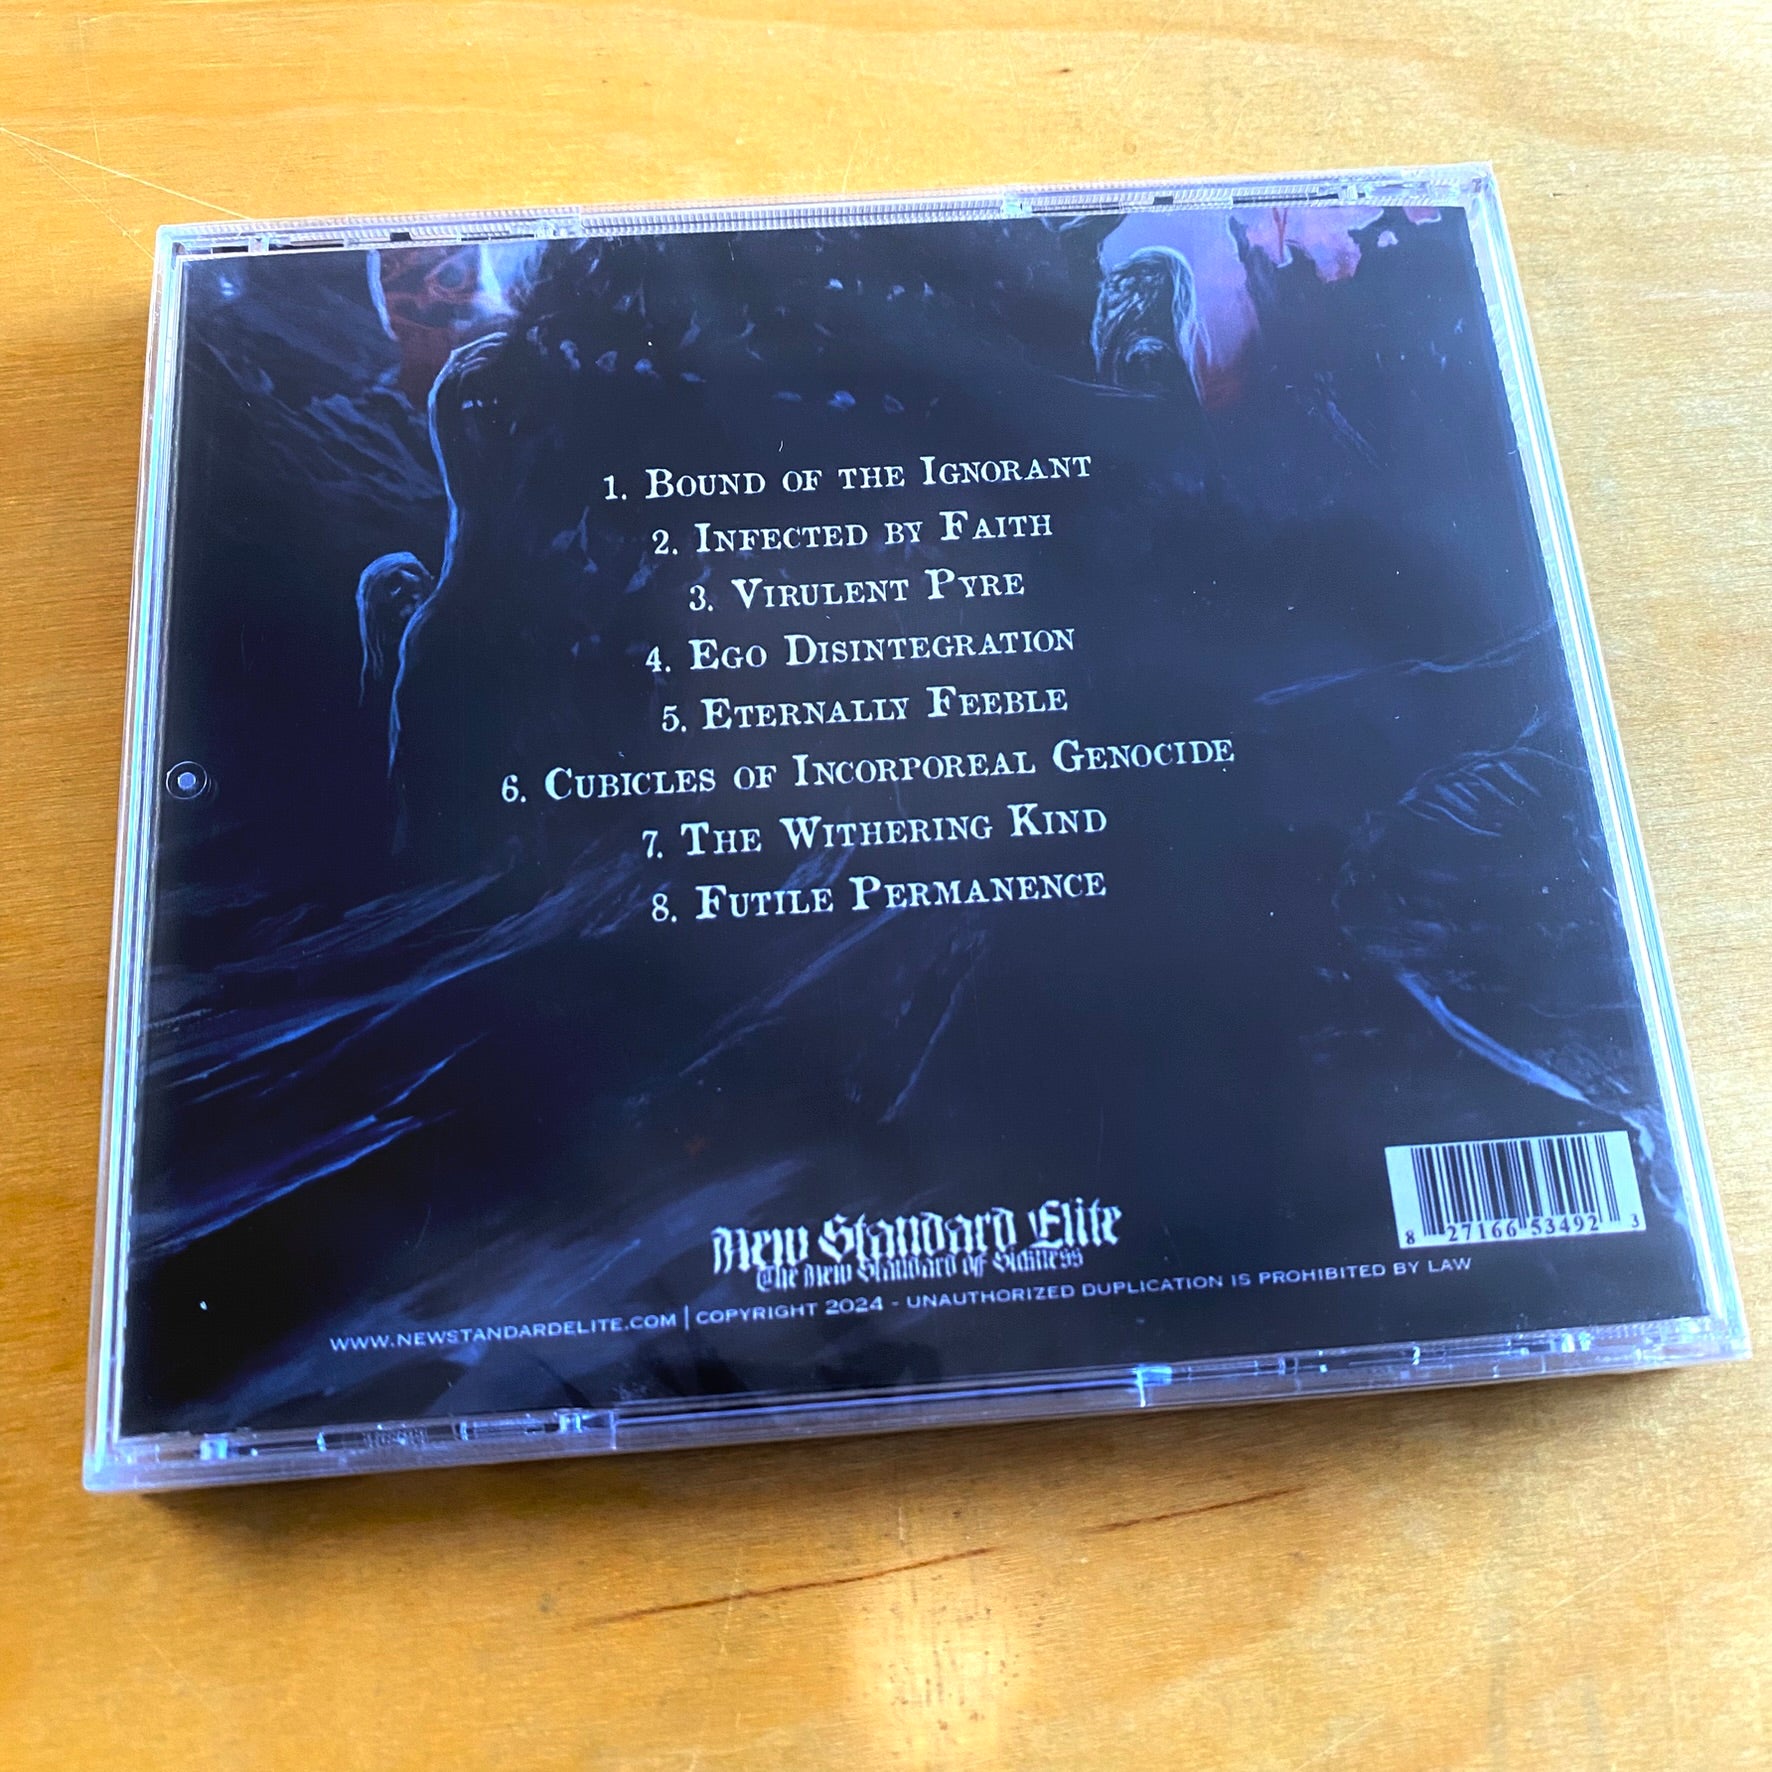 1. Bound of the Ignorant
2. Infected by Faith
3. Virulent Pyre
4. Ego Disintegration
5. Eternally Feeble
6. Cubicles of Incorporeal Genocide
7. The Withering Kind
8. Futile Permanence
8 27166 53492 3
New Standard Elite
The New Standard of Sickness
WWW.NEWSTANDARDELITE.COM | COPYRIGHT 2024 - UNAUTHORIZED DUPLICATION IS PROHIBITED BY LAW